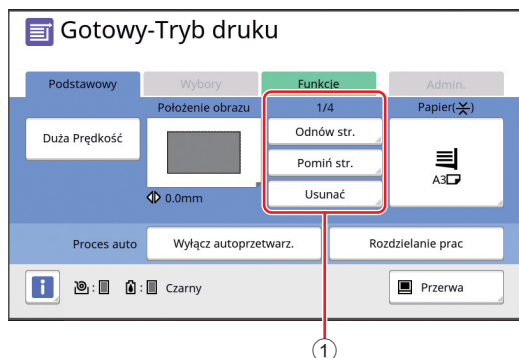 Gotowy-Tryb druku
Podstawowy Wybory Funkcje Admin.
Położenie obrazu 1/4 Papier( )
Duża Prędkość
Odnów str.
Pomiń str.
Usunać
A3
0.0mm
Proces auto Wyłącz autoprzetwarz. Rozdzielanie prac
i : : Czarny Przerwa
1